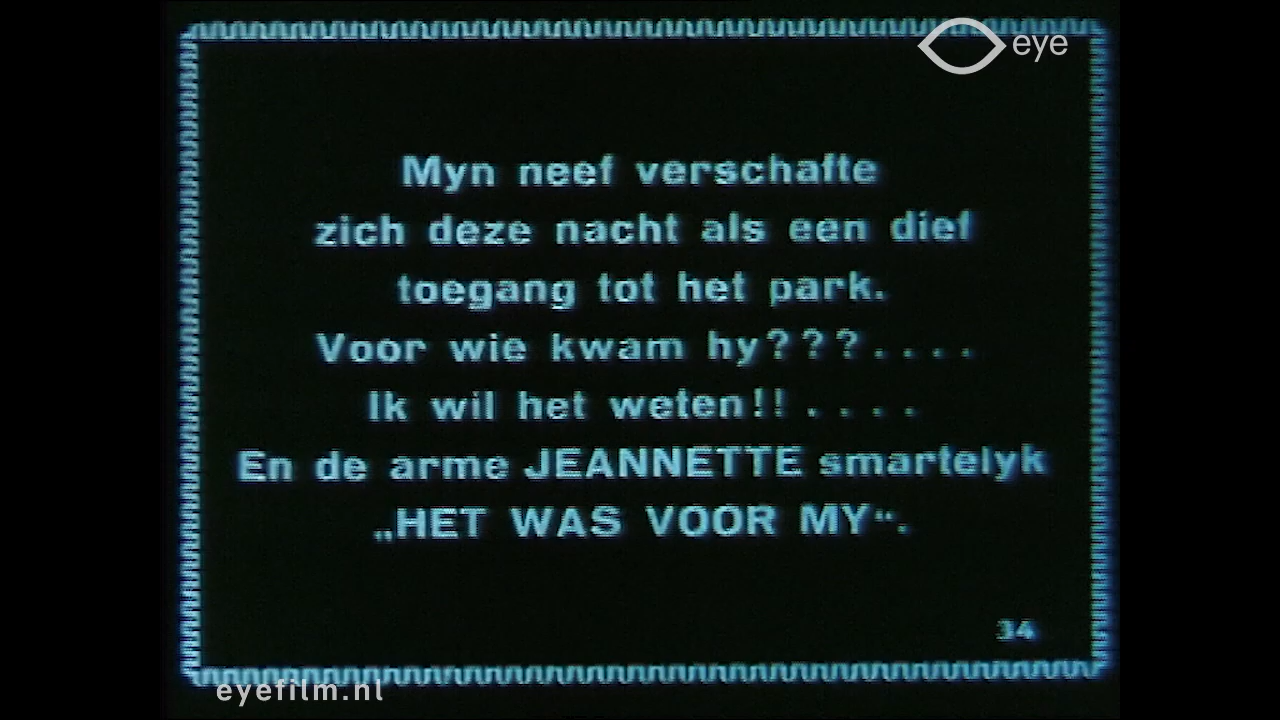 eye
Myn neef verschafte
zich deze nacht als een dief
toegang tot het park.
Voor wie kwam hy???....
Ik wil het weten!!....
En de arme JEANNETTE smartelyk
„HET WAS VOOR MY“.
34
eyefilm.nl